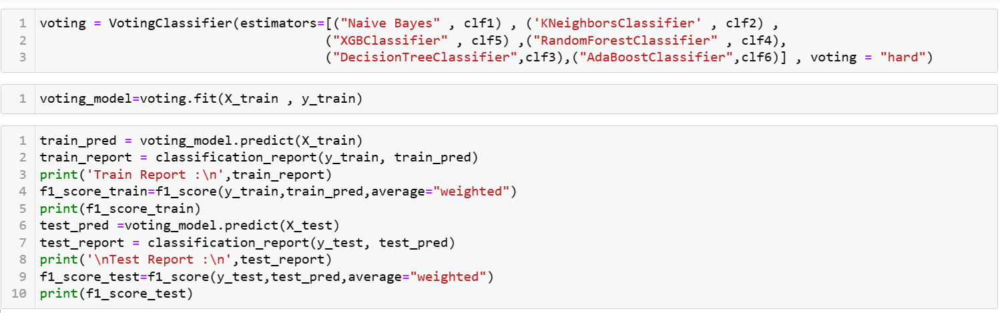 1 voting = VotingClassifier(estimators=[("Naive Bayes" , clf1) , ('KNeighborsClassifier' , clf2) ,
2 ("XGBClassifier" , clf5) ,("RandomForestClassifier" , clf4),
3 ("DecisionTreeClassifier",clf3),("AdaBoostClassifier",clf6)] , voting = "hard")
1 voting_model=voting.fit(X_train , y_train)
1 train_pred = voting_model.predict(X_train)
2 train_report = classification_report(y_train, train_pred)
3 print('Train Report :\n',train_report)
4 f1_score_train=f1_score(y_train,train_pred,average="weighted")
5 print(f1_score_train)
6 test_pred =voting_model.predict(X_test)
7 test_report = classification_report(y_test, test_pred)
8 print('\nTest Report :\n',test_report)
9 f1_score_test=f1_score(y_test,test_pred,average="weighted")
10 print(f1_score_test)